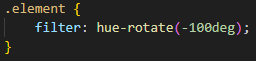 .element {
    filter: hue-rotate(-100deg);
}